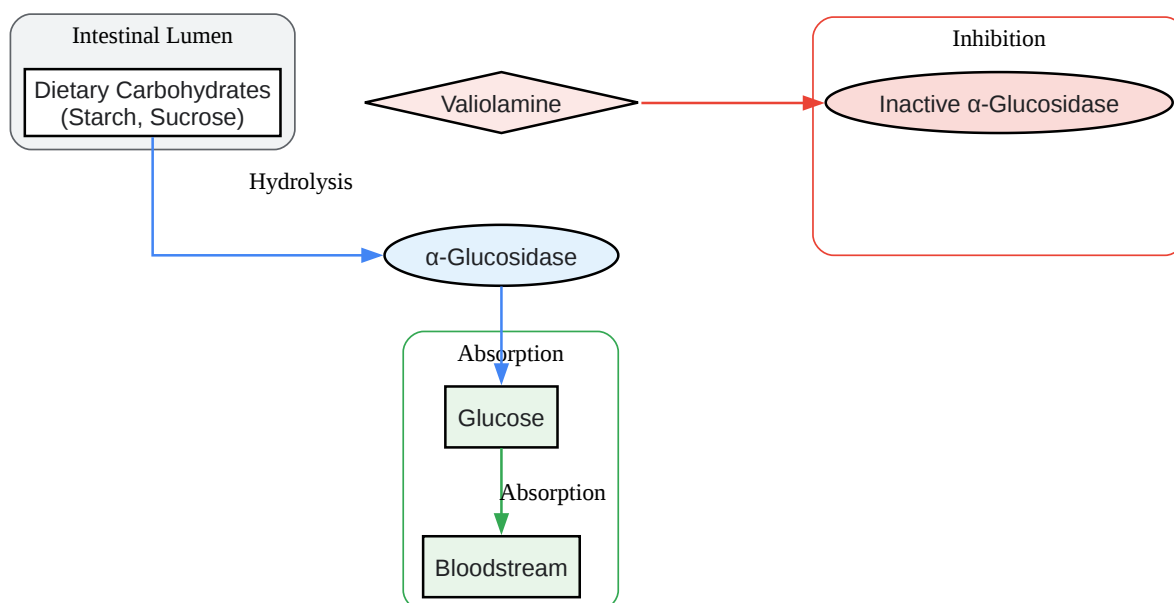 Intestinal Lumen
Dietary Carbohydrates
(Starch, Sucrose)
Valiolamine
Inhibition
Inactive α-Glucosidase
Hydrolysis
α-Glucosidase
Absorption
Glucose
Absorption
Bloodstream